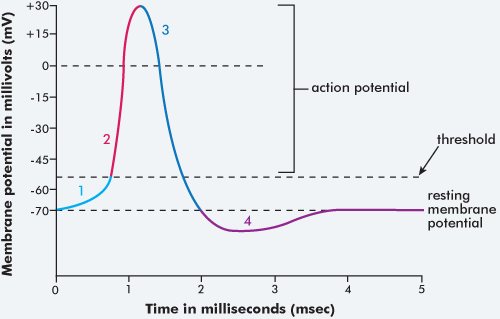 Membrane potential in millivolts (mV)
+30
+15
0
-15
-30
-45
-60
-70
1
2
3
4
action potential
threshold
resting
membrane
potential
0
1
2
3
4
5
Time in milliseconds (msec)